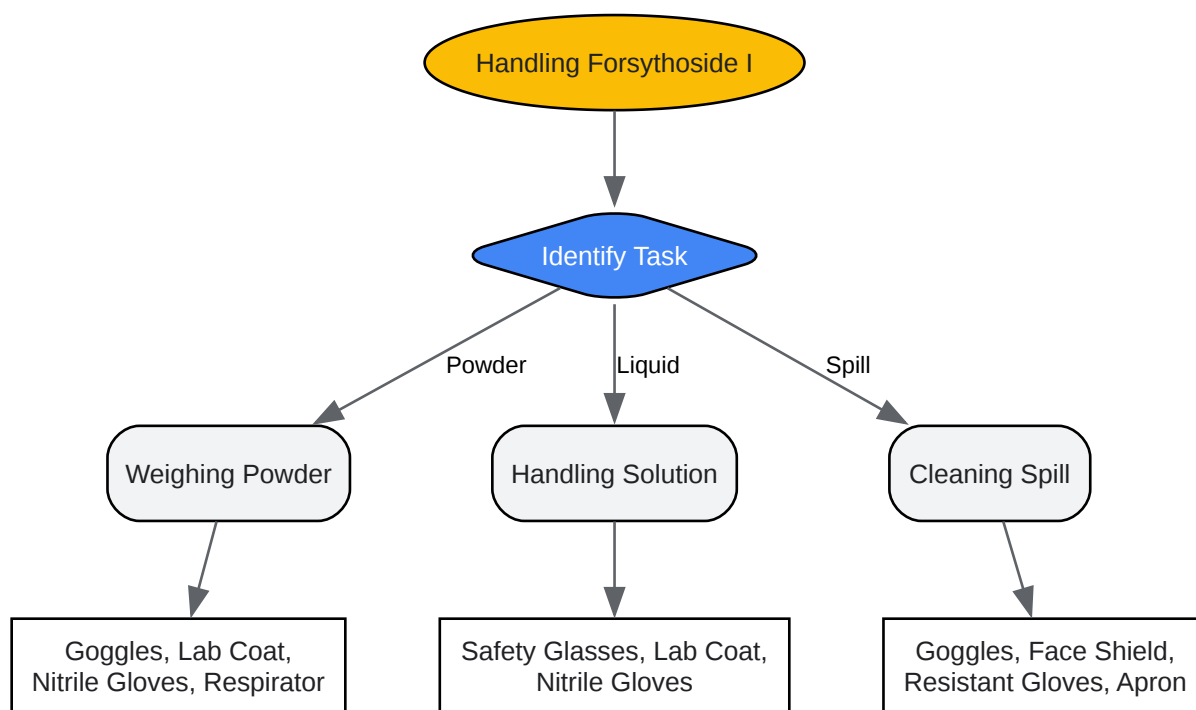 Handling Forsythoside I
Identify Task
Powder
Liquid
Spill
Weighing Powder
Handling Solution
Cleaning Spill
Goggles, Lab Coat,
Nitrile Gloves, Respirator
Safety Glasses, Lab Coat,
Nitrile Gloves
Goggles, Face Shield,
Resistant Gloves, Apron